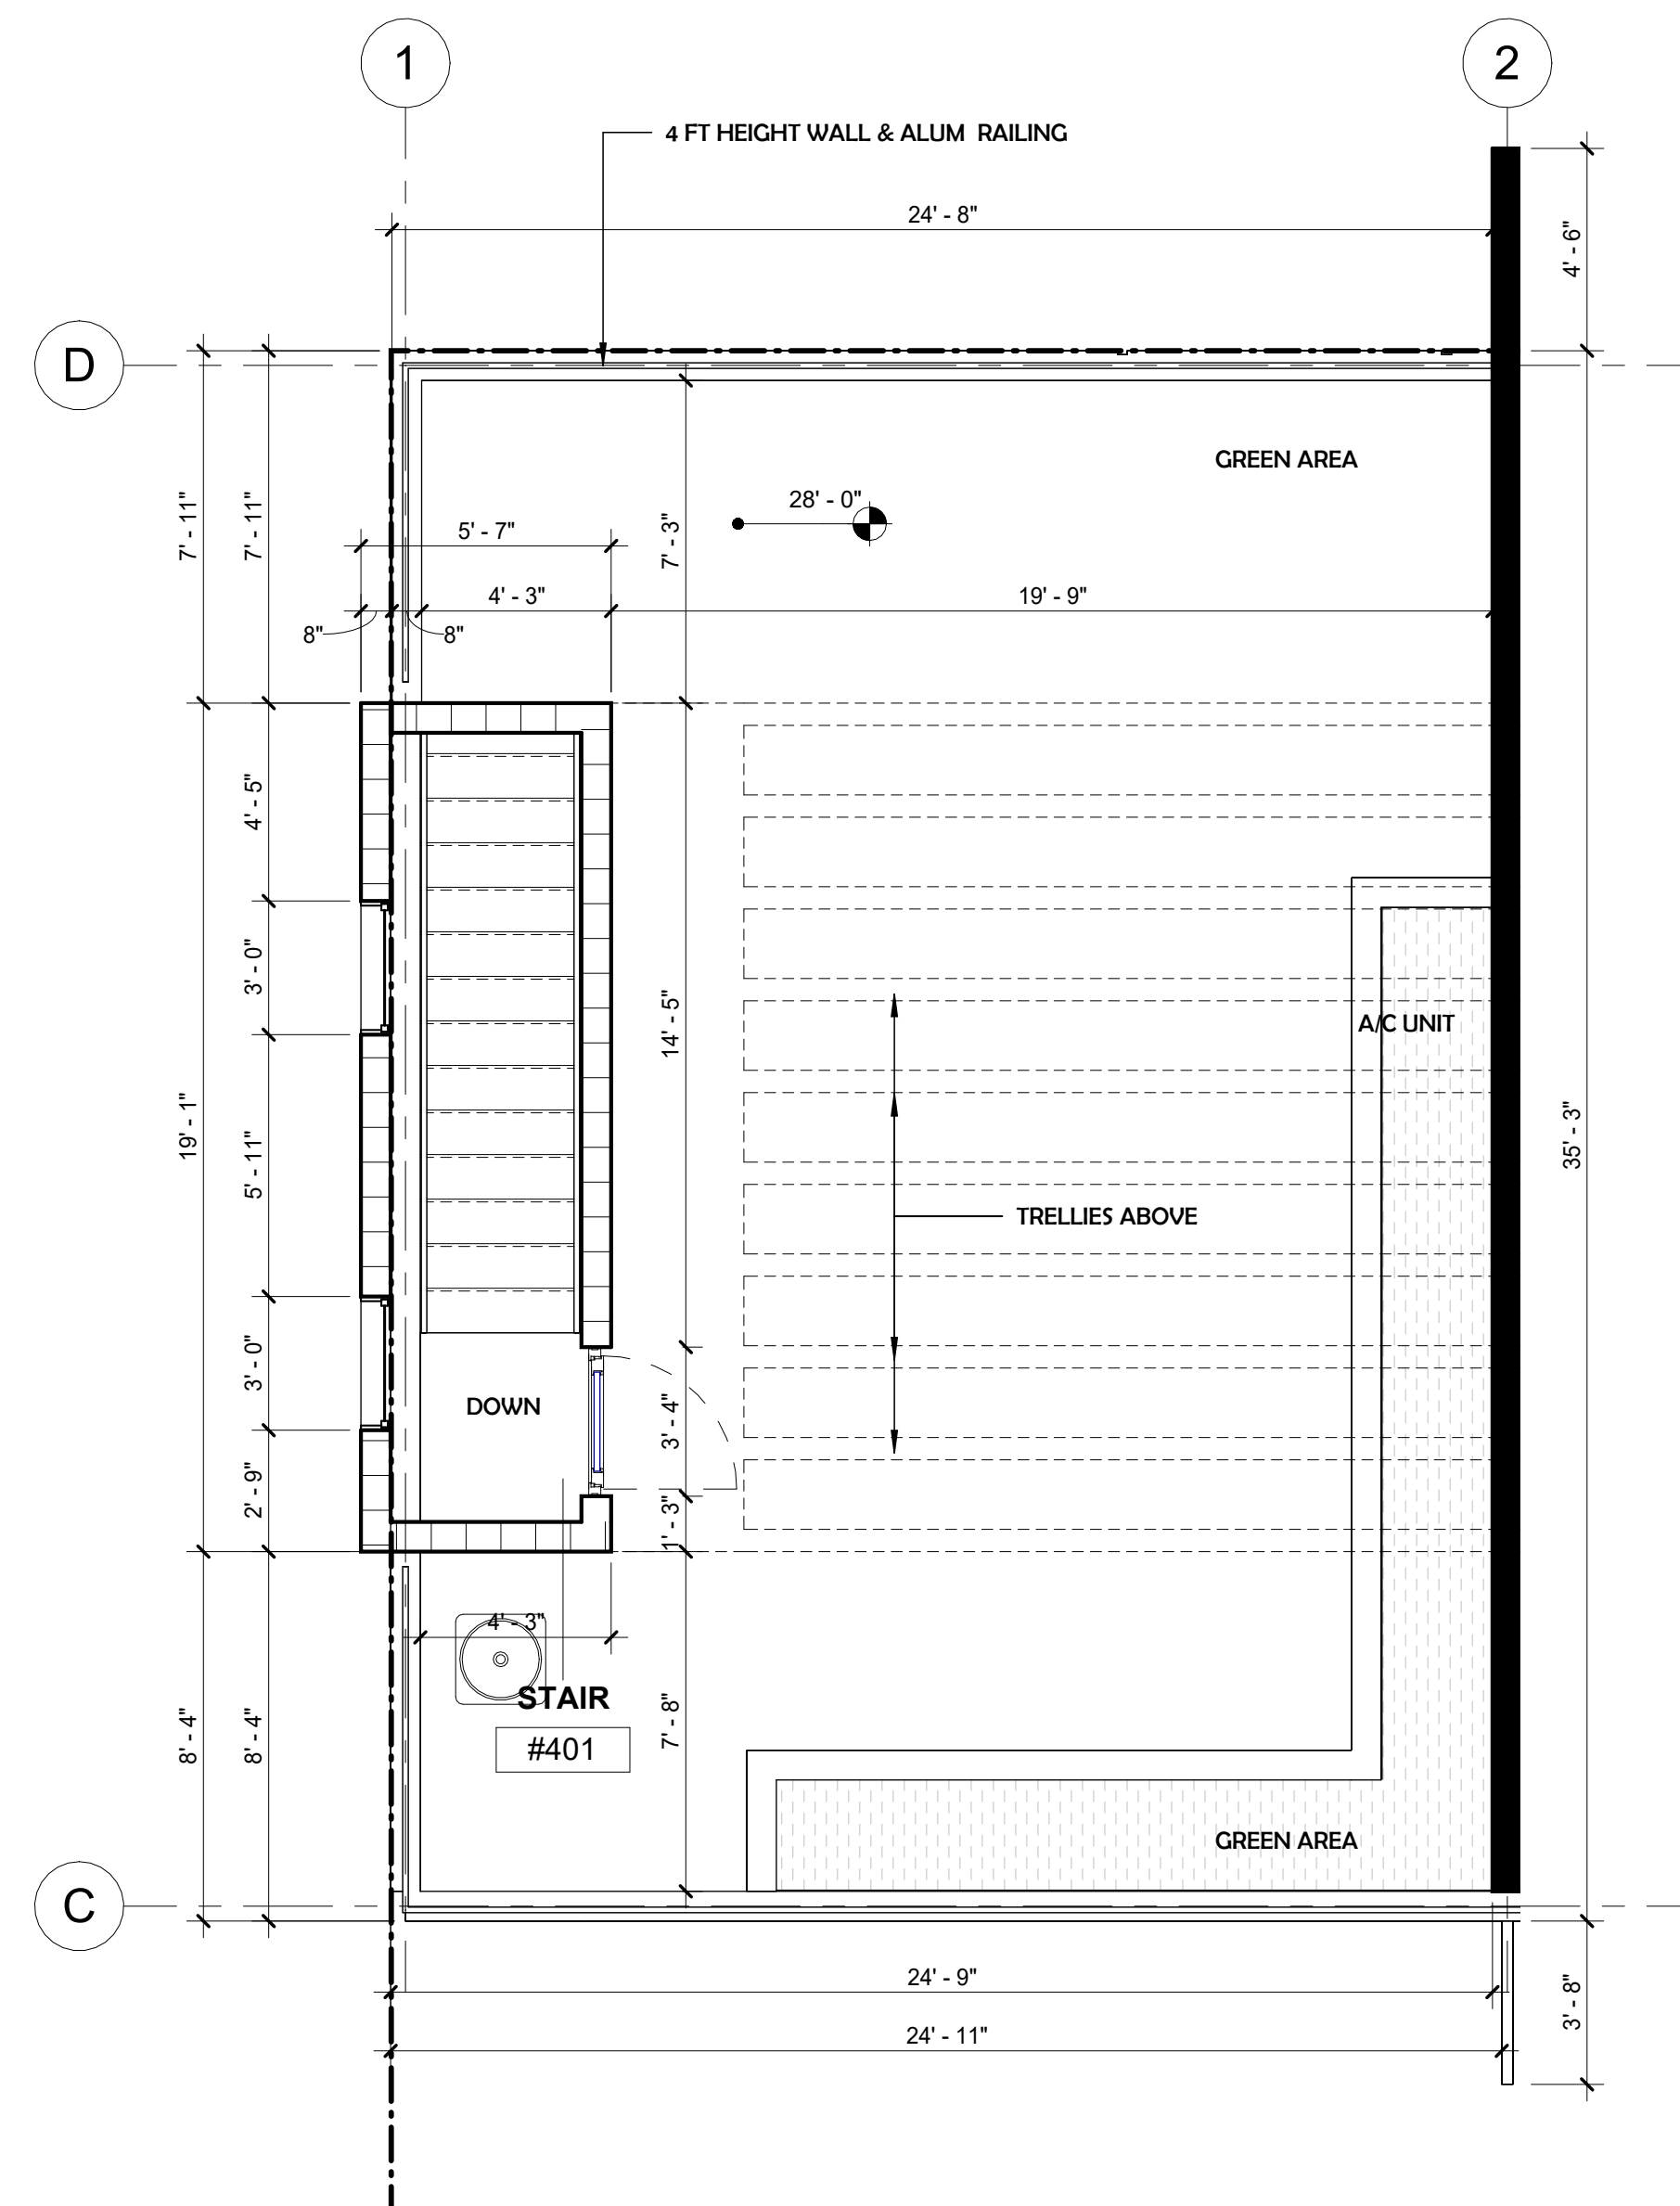 1
2
4 FT HEIGHT WALL & ALUM RAILING
24' - 8"
4' - 6"
D
GREEN AREA
28' - 0"
7' - 11"
7' - 11"
5' - 7"
7' - 3"
4' - 3"
19' - 9"
8"
8"
4' - 5"
3' - 0"
14' - 5"
A/C UNIT
19' - 1"
5' - 11"
35' - 3"
TRELLIES ABOVE
3' - 0"
DOWN
3' - 4"
2' - 9"
1' - 3"
4' - 3"
STAIR
#401
8' - 4"
8' - 4"
7' - 8"
GREEN AREA
C
24' - 9"
3' - 8"
24' - 11"